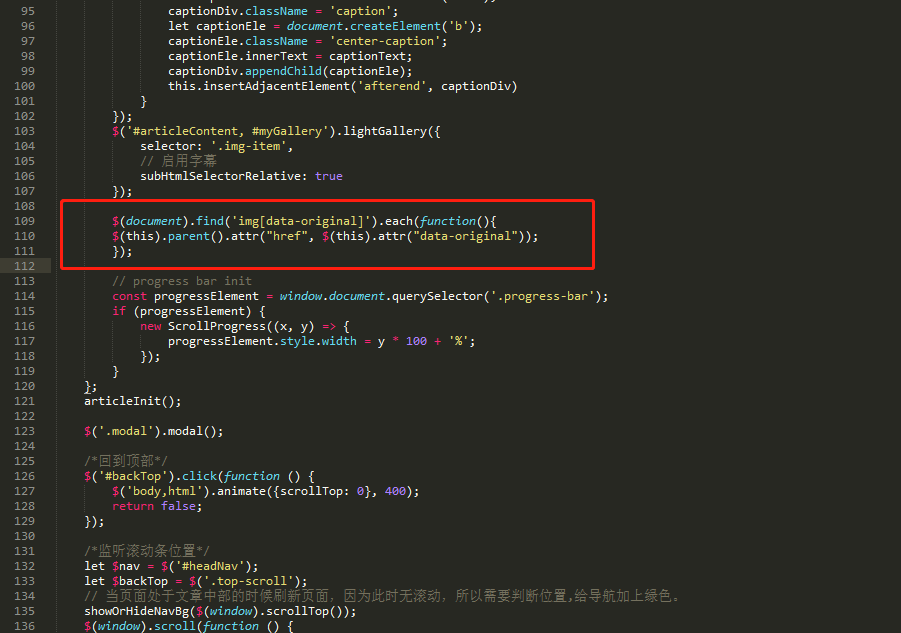 95 captionDiv.className = 'caption';
96 let captionEle = document.createElement('b');
97 captionEle.className = 'center-caption';
98 captionEle.innerText = captionText;
99 captionDiv.appendChild(captionEle);
100 this.insertAdjacentElement('afterend', captionDiv)
101 }
102 });
103 $('#articleContent, #myGallery').lightGallery({
104 selector: '.img-item',
105 // 启用字幕
106 subHtmlSelectorRelative: true
107 });
108
109 $(document).find('img[data-original]').each(function(){
110 $(this).parent().attr("href", $(this).attr("data-original"));
111 });
112
113 // progress bar init
114 const progressElement = window.document.querySelector('.progress-bar');
115 if (progressElement) {
116 new ScrollProgress((x, y) => {
117 progressElement.style.width = y * 100 + '%';
118 });
119 }
120 };
121 articleInit();
122
123 $('.modal').modal();
124
125 /*回到顶部*/
126 $('#backTop').click(function () {
127 $('body,html').animate({scrollTop: 0}, 400);
128 return false;
129 });
130
131 /*监听滚动条位置*/
132 let $nav = $('#headNav');
133 let $backTop = $('.top-scroll');
134 // 当页面处于文章中部的时候刷新页面，因为此时无滚动，所以需要判断位置,给导航加上绿色。
135 showOrHideNavBg($(window).scrollTop());
136 $(window).scroll(function () {